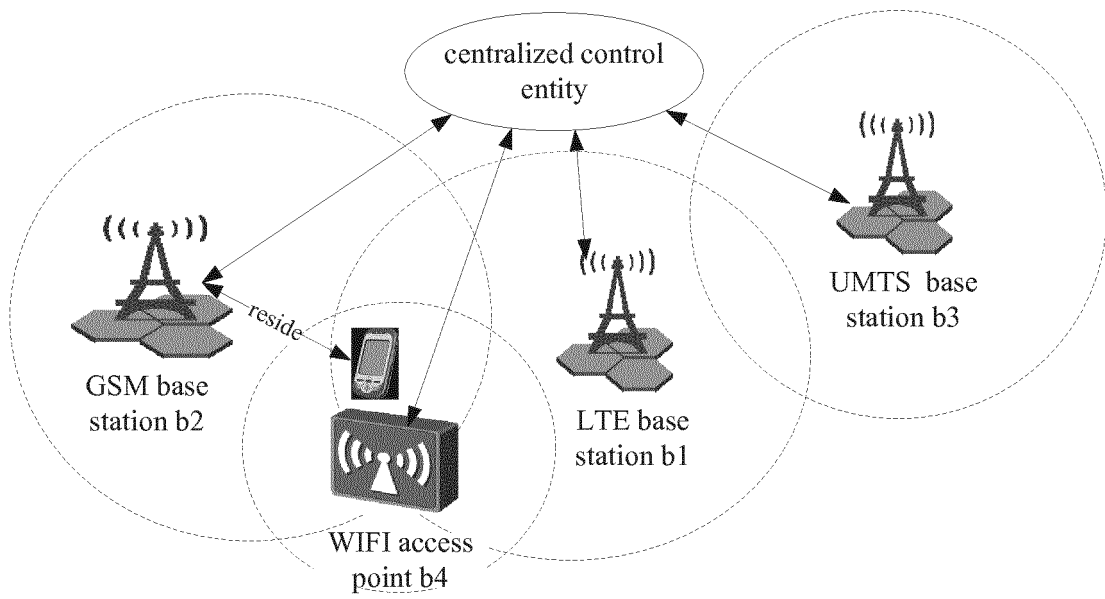 centralized control
entity
UMTS base
station b3
reside
GSM base
station b2
LTE base
station b1
WIFI access
point b4